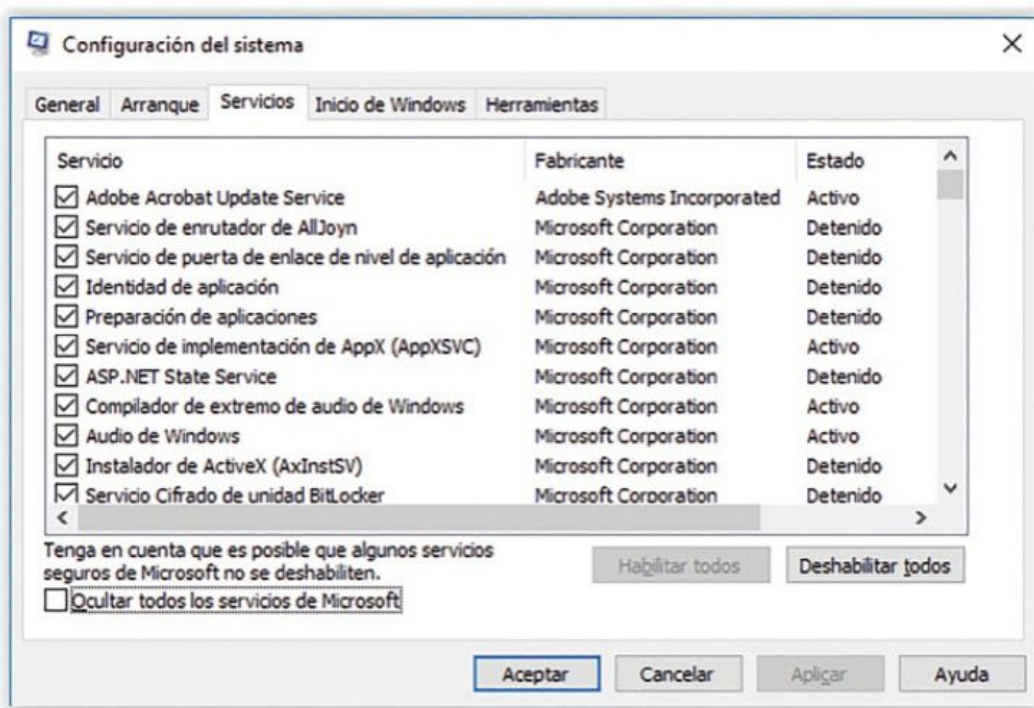 Configuración del sistema
General Arranque Servicios Inicio de Windows Herramientas
Servicio Fabricante Estado
Adobe Acrobat Update Service Adobe Systems Incorporated Activo
Servicio de enrutador de AllJoyn Microsoft Corporation Detenido
Servicio de puerta de enlace de nivel de aplicación Microsoft Corporation Detenido
Identidad de aplicación Microsoft Corporation Detenido
Preparación de aplicaciones Microsoft Corporation Detenido
Servicio de implementación de AppX (AppXSVC) Microsoft Corporation Activo
ASP.NET State Service Microsoft Corporation Detenido
Compilador de extremo de audio de Windows Microsoft Corporation Activo
Audio de Windows Microsoft Corporation Activo
Instalador de ActiveX (AxInstSV) Microsoft Corporation Detenido
Servicio Cifrado de unidad BitLocker Microsoft Corporation Detenido
Tenga en cuenta que es posible que algunos servicios
seguros de Microsoft no se deshabiliten.
Habilitar todos Deshabilitar todos
Ocultar todos los servicios de Microsoft
Aceptar Cancelar Aplicar Ayuda